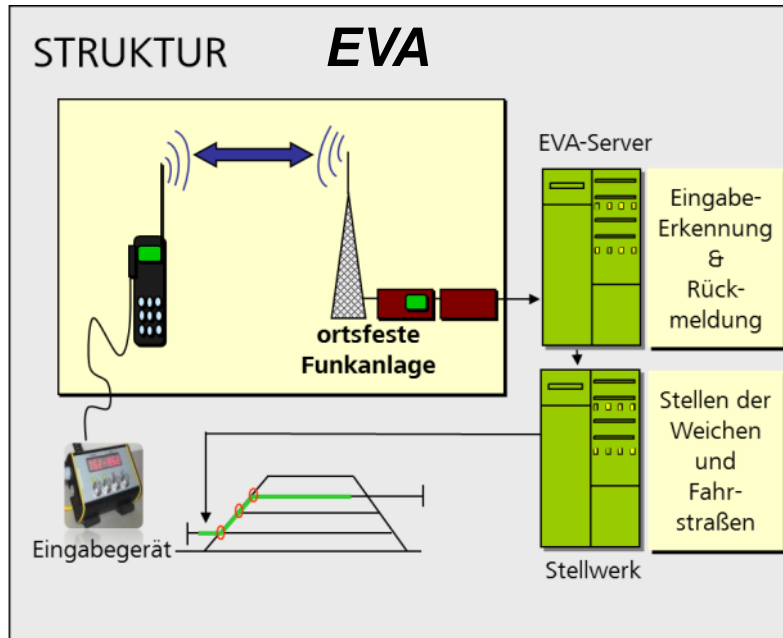 STRUKTUR EVA
EVA-Server
Eingabe-
Erkennung
&
Rück-
meldung
ortsfeste
Funkanlage
Stellen der
Weichen
und
Fahr-
straßen
Eingabegerät
Stellwerk